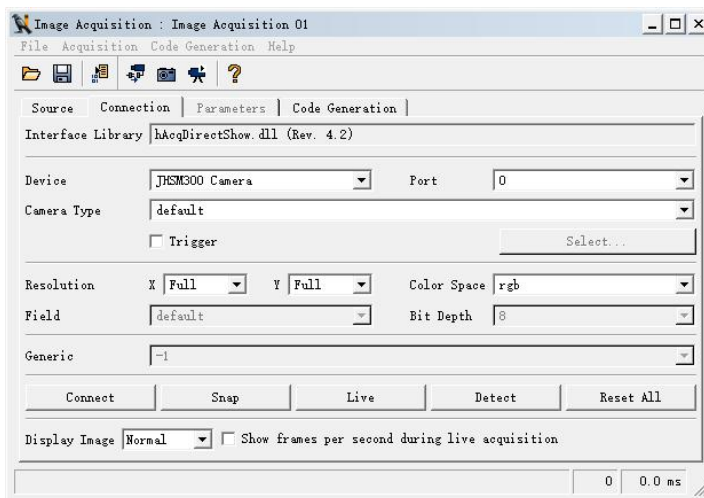 Image Acquisition : Image Acquisition 01
File Acquisition Code Generation Help
Source Connection Parameters Code Generation
Interface Library hAcqDirectShow.dll (Rev. 4.2)
Device JHSM300 Camera Port 0
Camera Type default
Trigger Select...
Resolution X Full Y Full Color Space rgb
Field default Bit Depth 8
Generic -1
Connect Snap Live Detect Reset All
Display Image Normal Show frames per second during live acquisition
0 0.0 ms